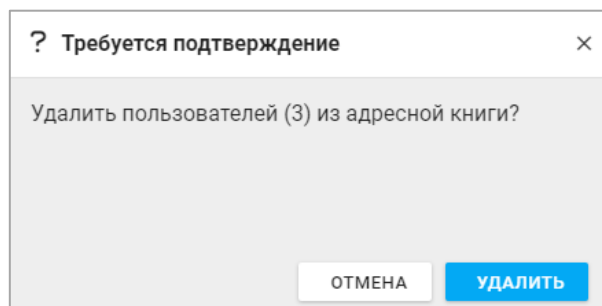 ? Требуется подтверждение
Удалить пользователей (3) из адресной книги?
ОТМЕНА УДАЛИТЬ